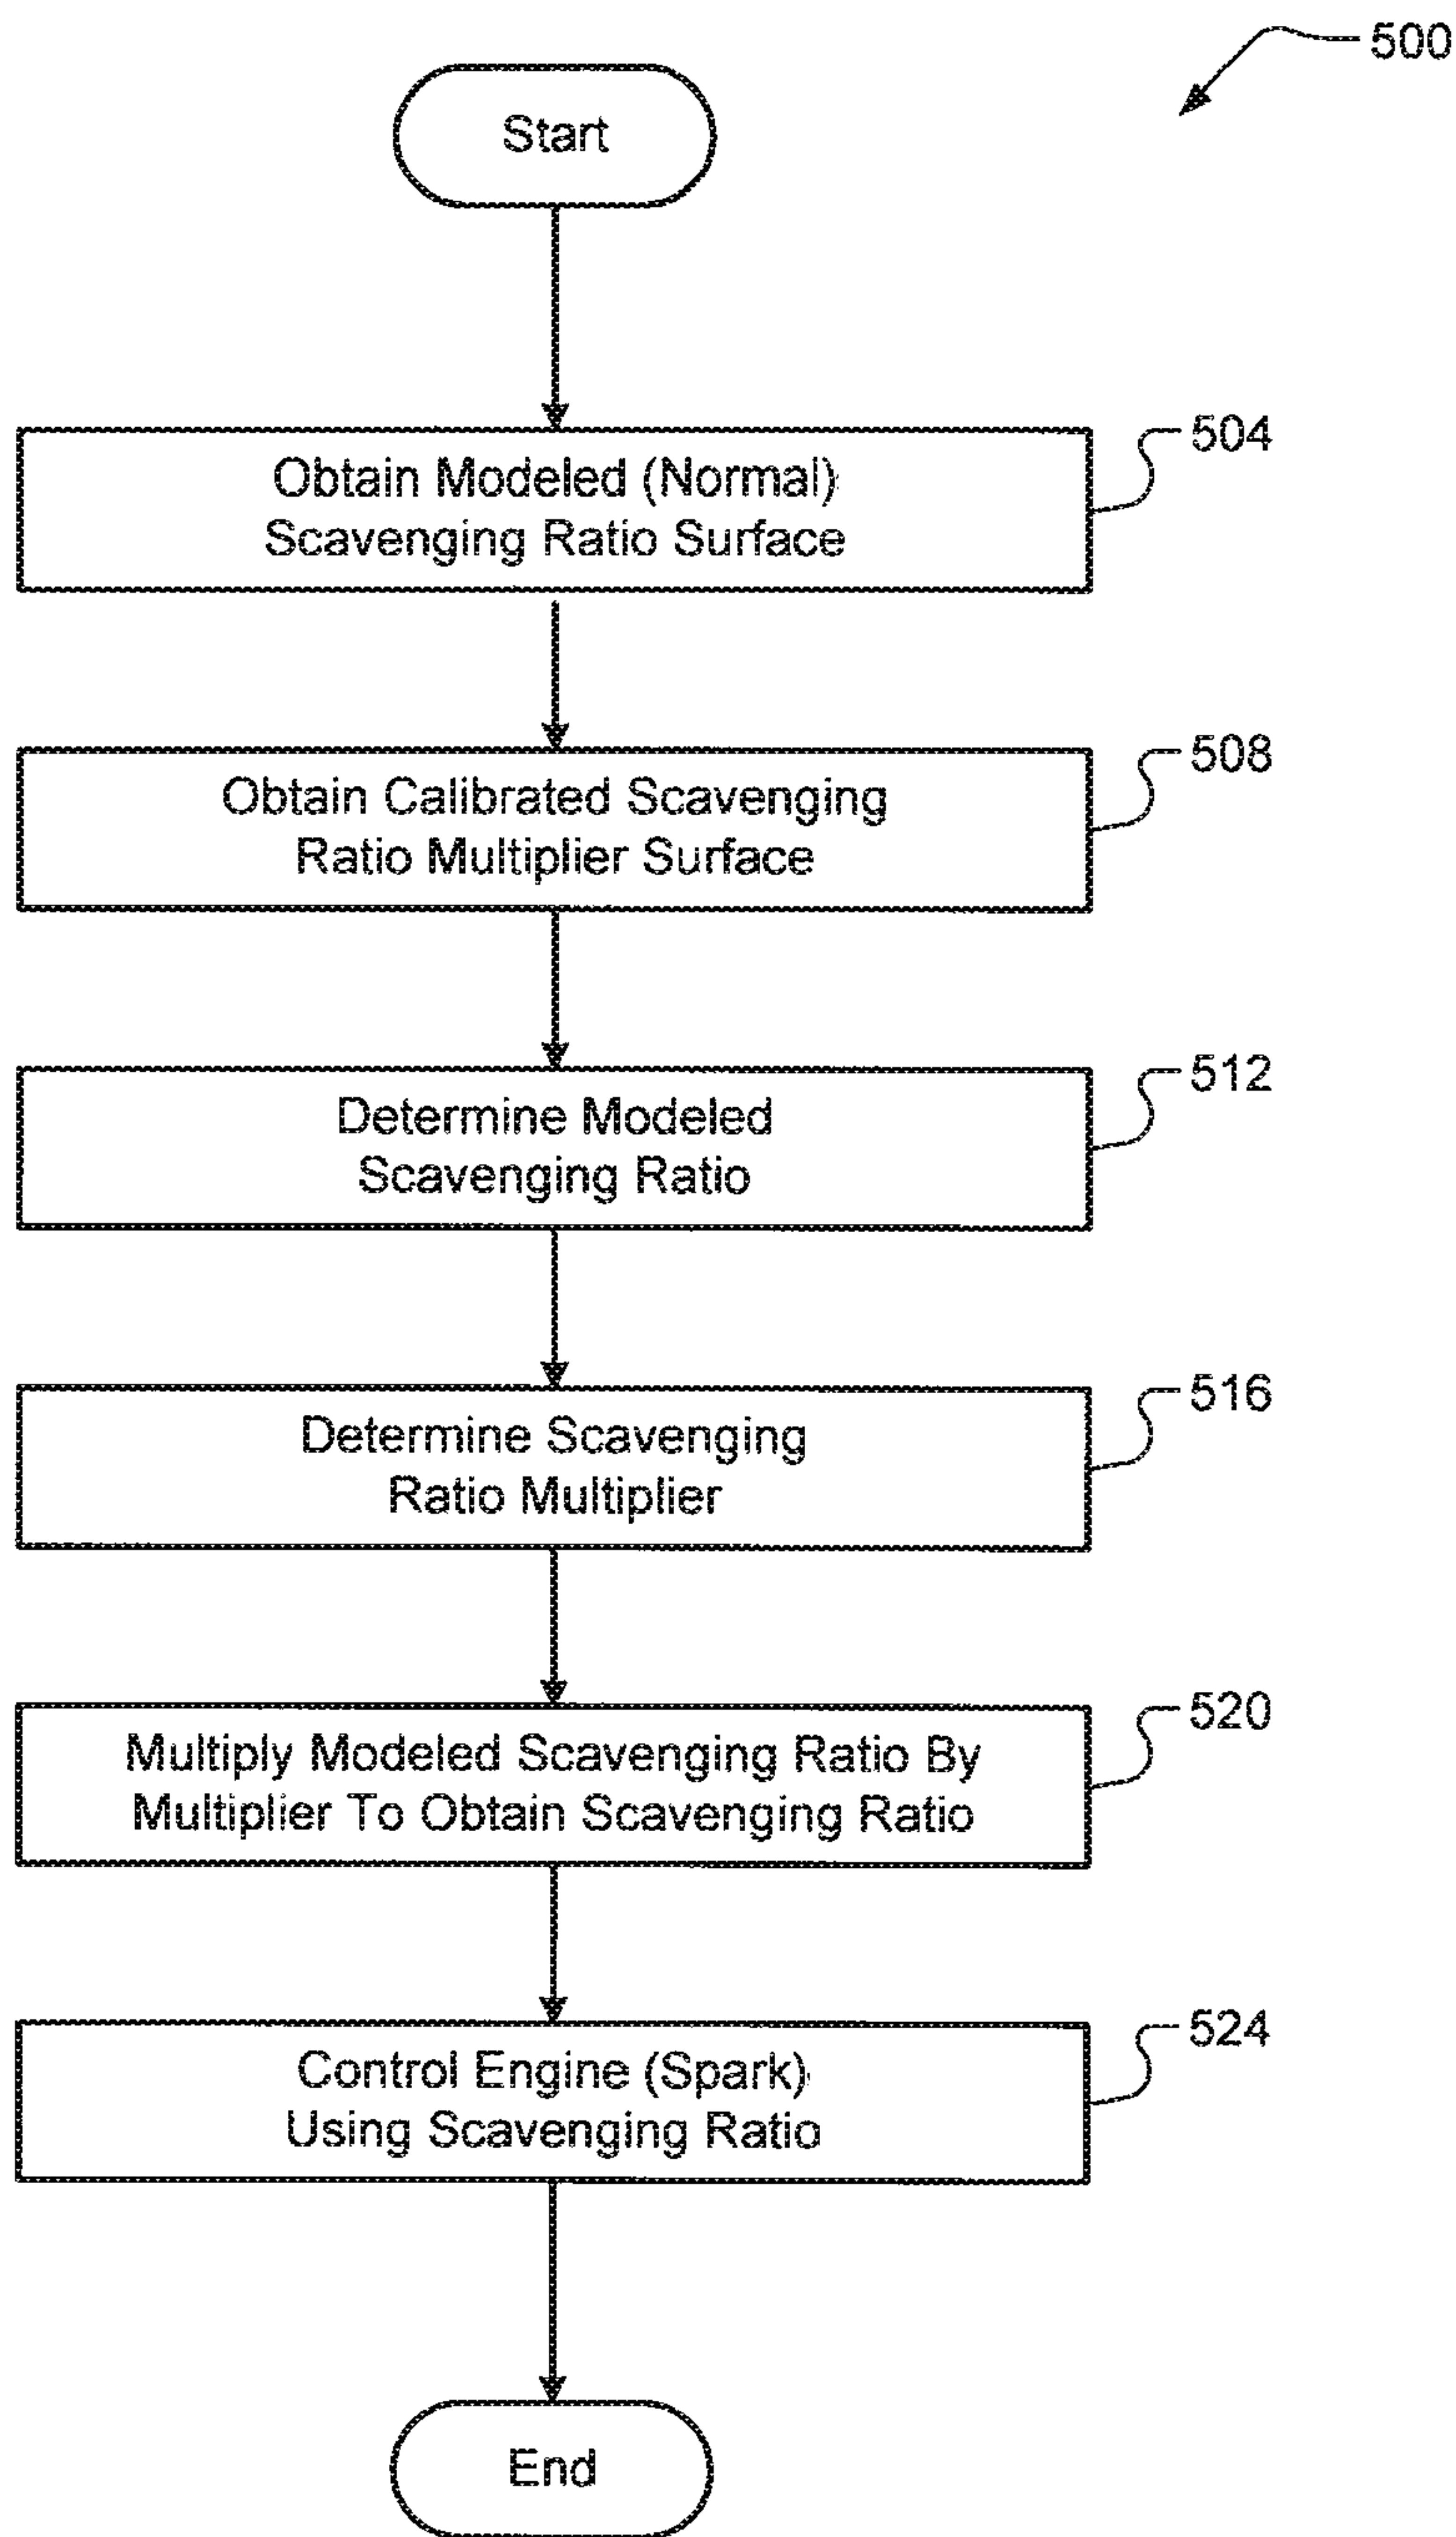 500
Start
Obtain Modeled (Normal)
Scavenging Ratio Surface
504
Obtain Calibrated Scavenging
Ratio Multiplier Surface
508
Determine Modeled
Scavenging Ratio
512
Determine Scavenging
Ratio Multiplier
516
Multiply Modeled Scavenging Ratio By
Multiplier To Obtain Scavenging Ratio
520
Control Engine (Spark)
Using Scavenging Ratio
524
End